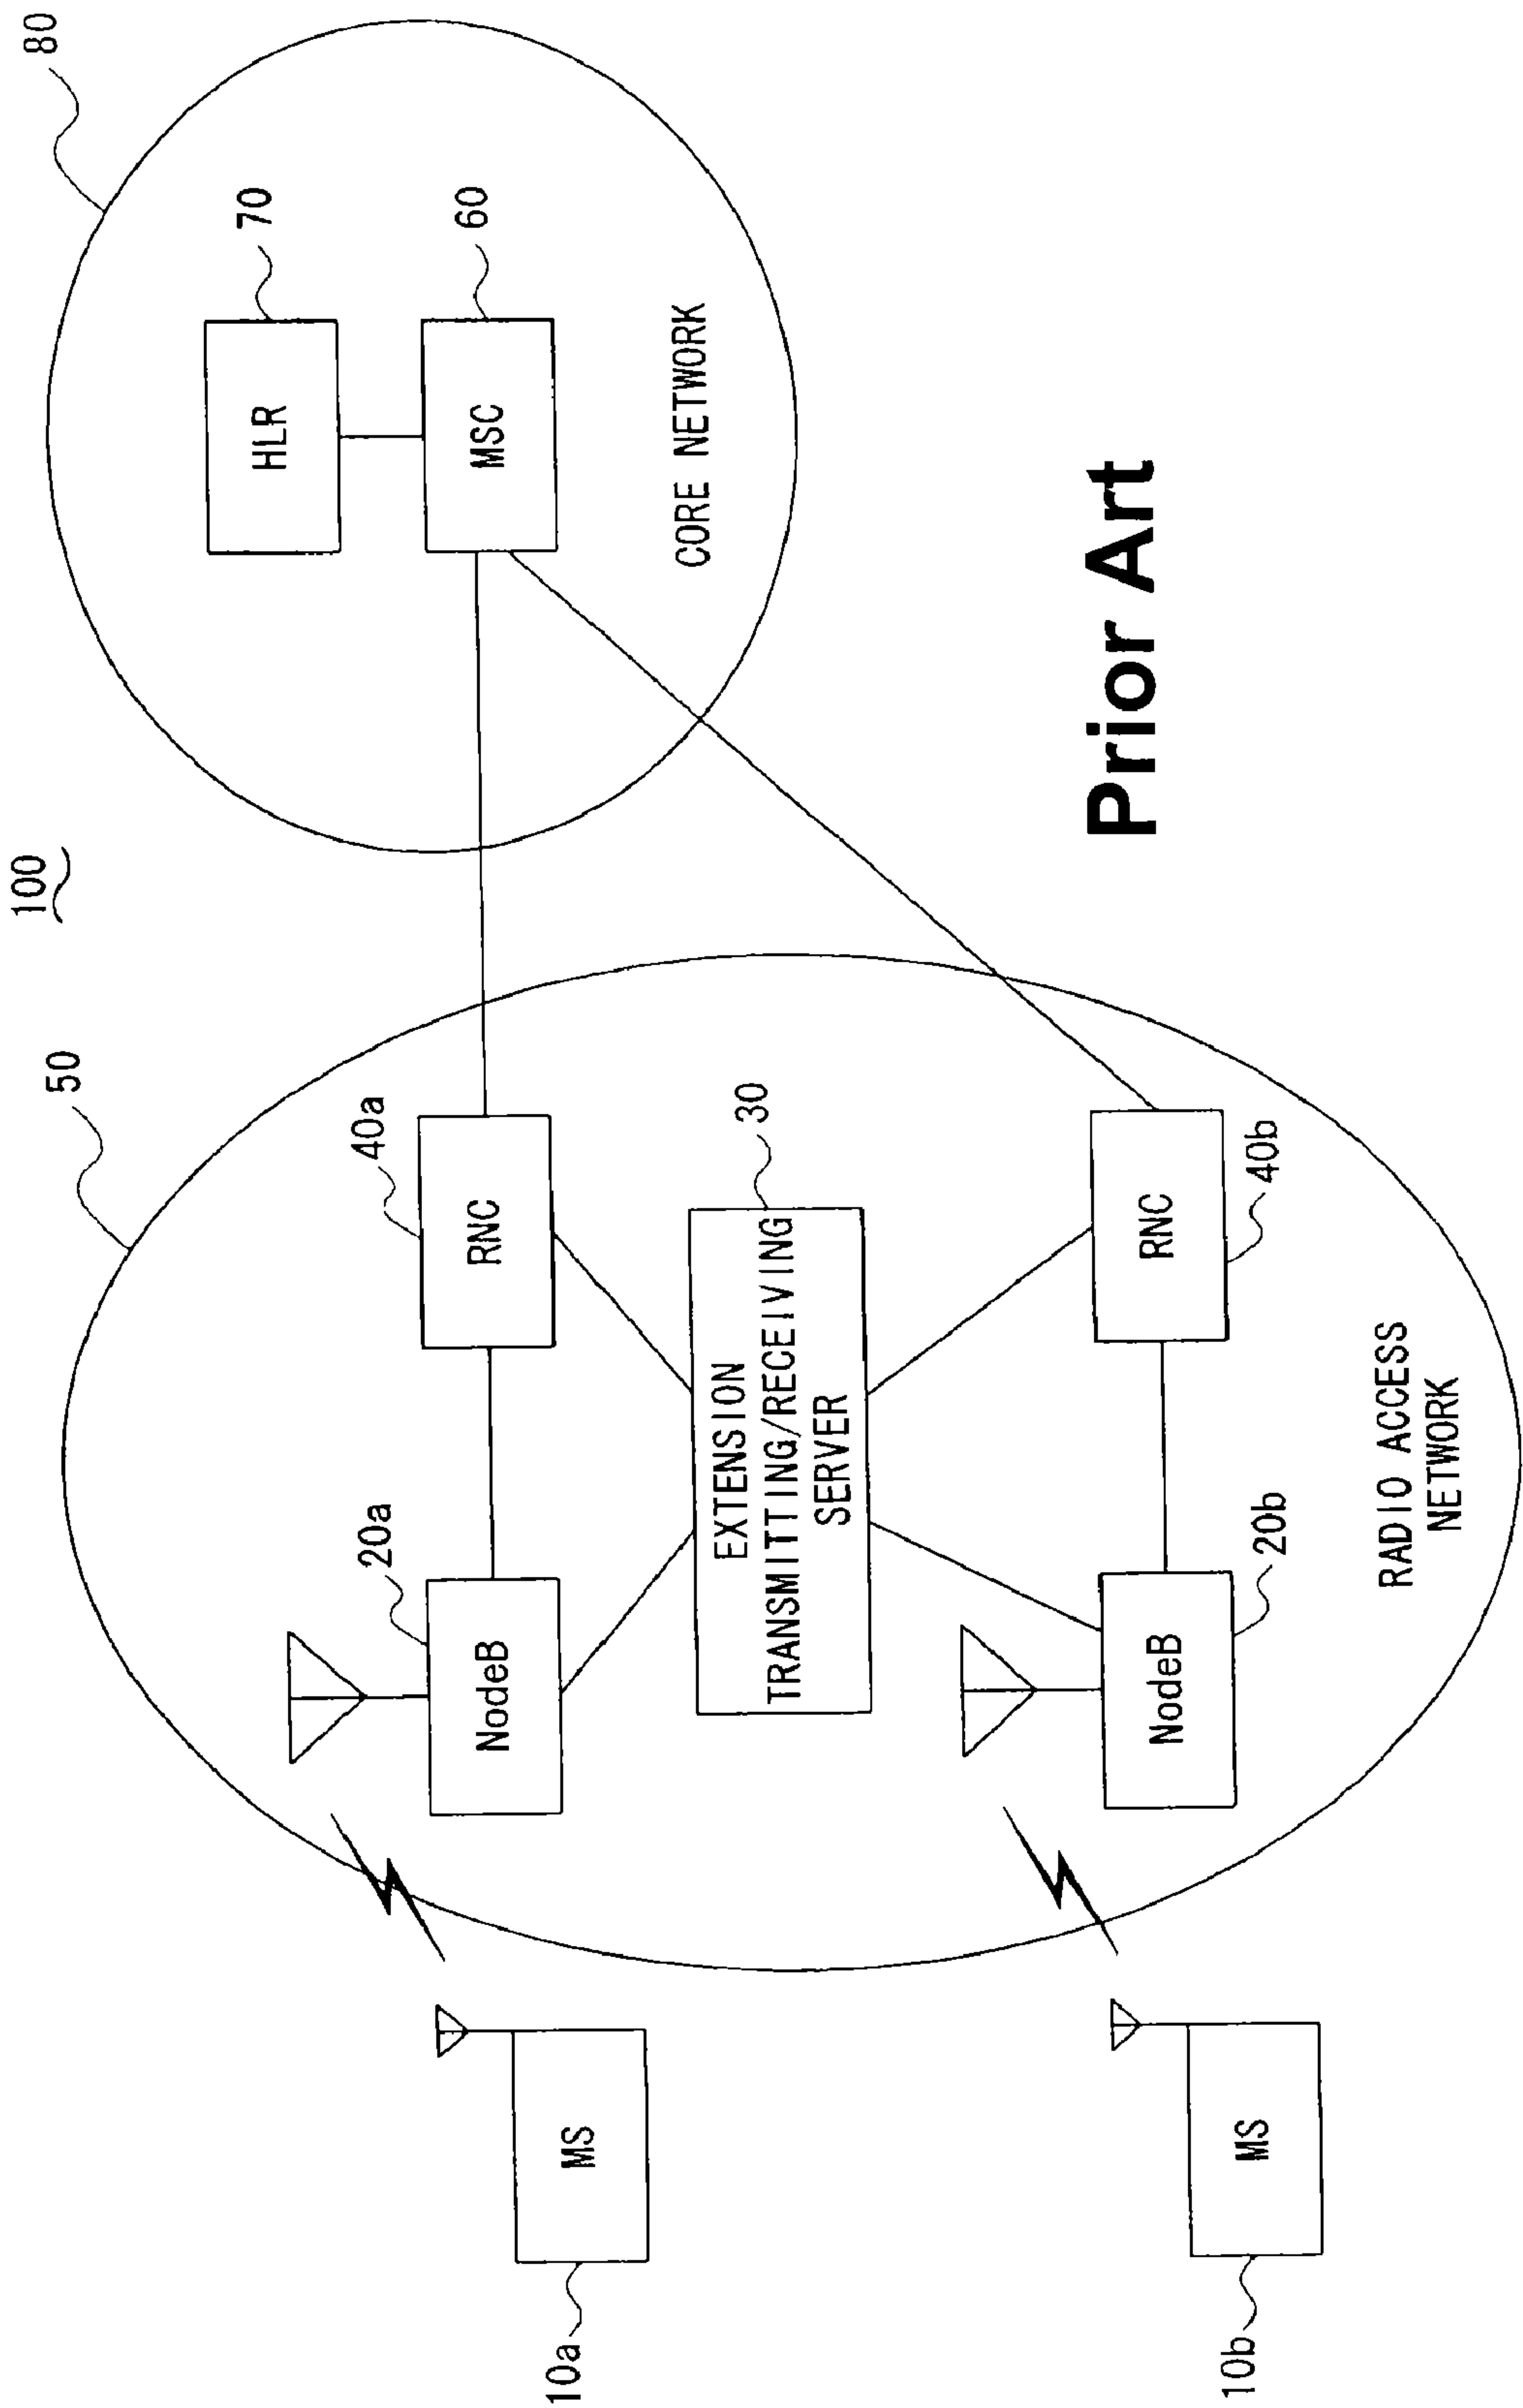 100
50
80
40a
70
20a
HLR
60
RNC
MSC
NodeB
30
10a
MS
EXTENSION
TRANSMITTING/RECEIVING
SERVER
CORE NETWORK
RNC
40b
NodeB
20b
10b
MS
RADIO ACCESS
NETWORK
Prior Art